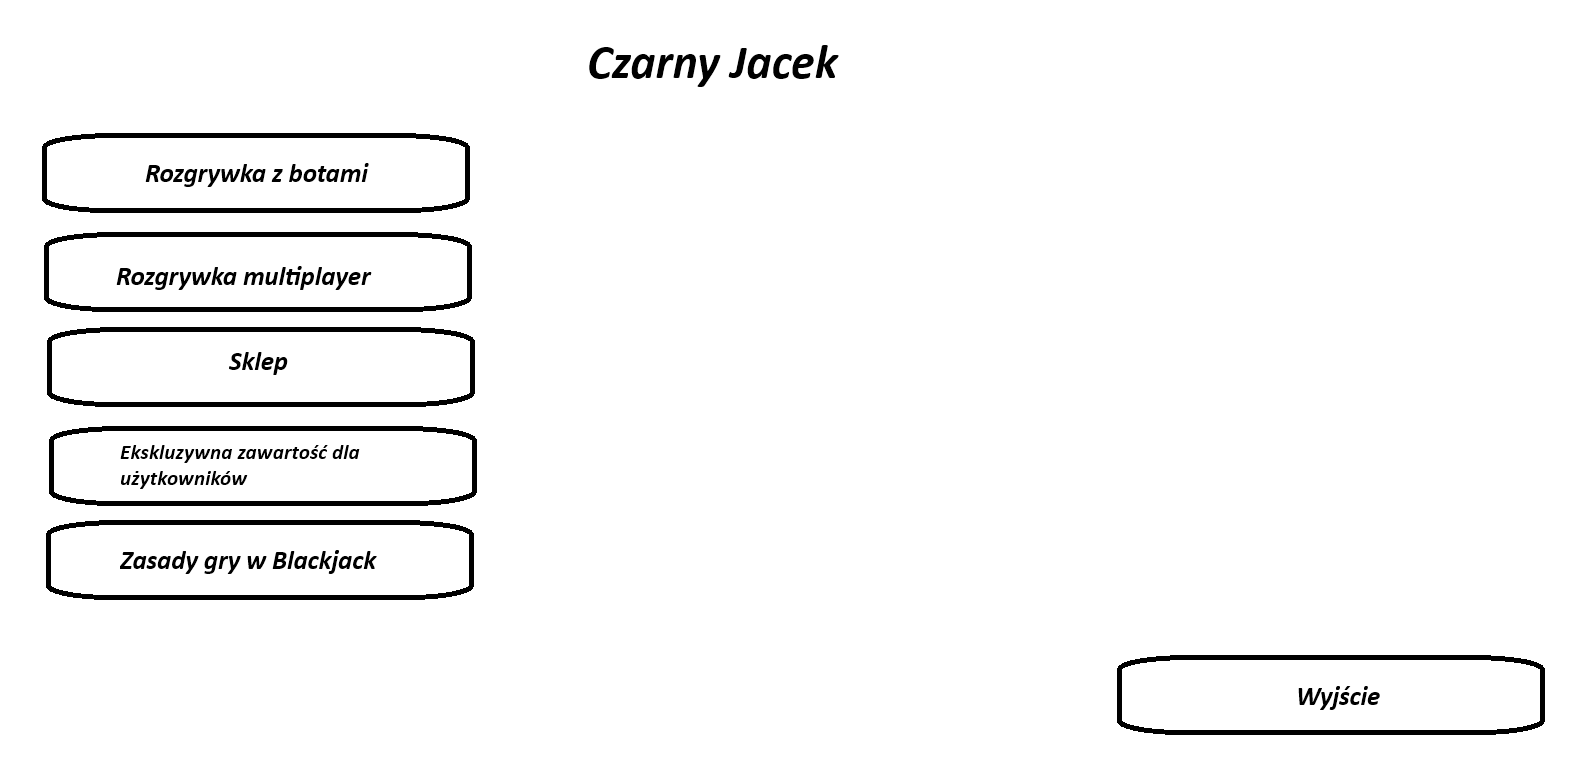 Czarny Jacek
Rozgrywka z botami
Rozgrywka multiplayer
Sklep
Ekskluzywna zawartość dla
użytkowników
Zasady gry w Blackjack
Wyjście